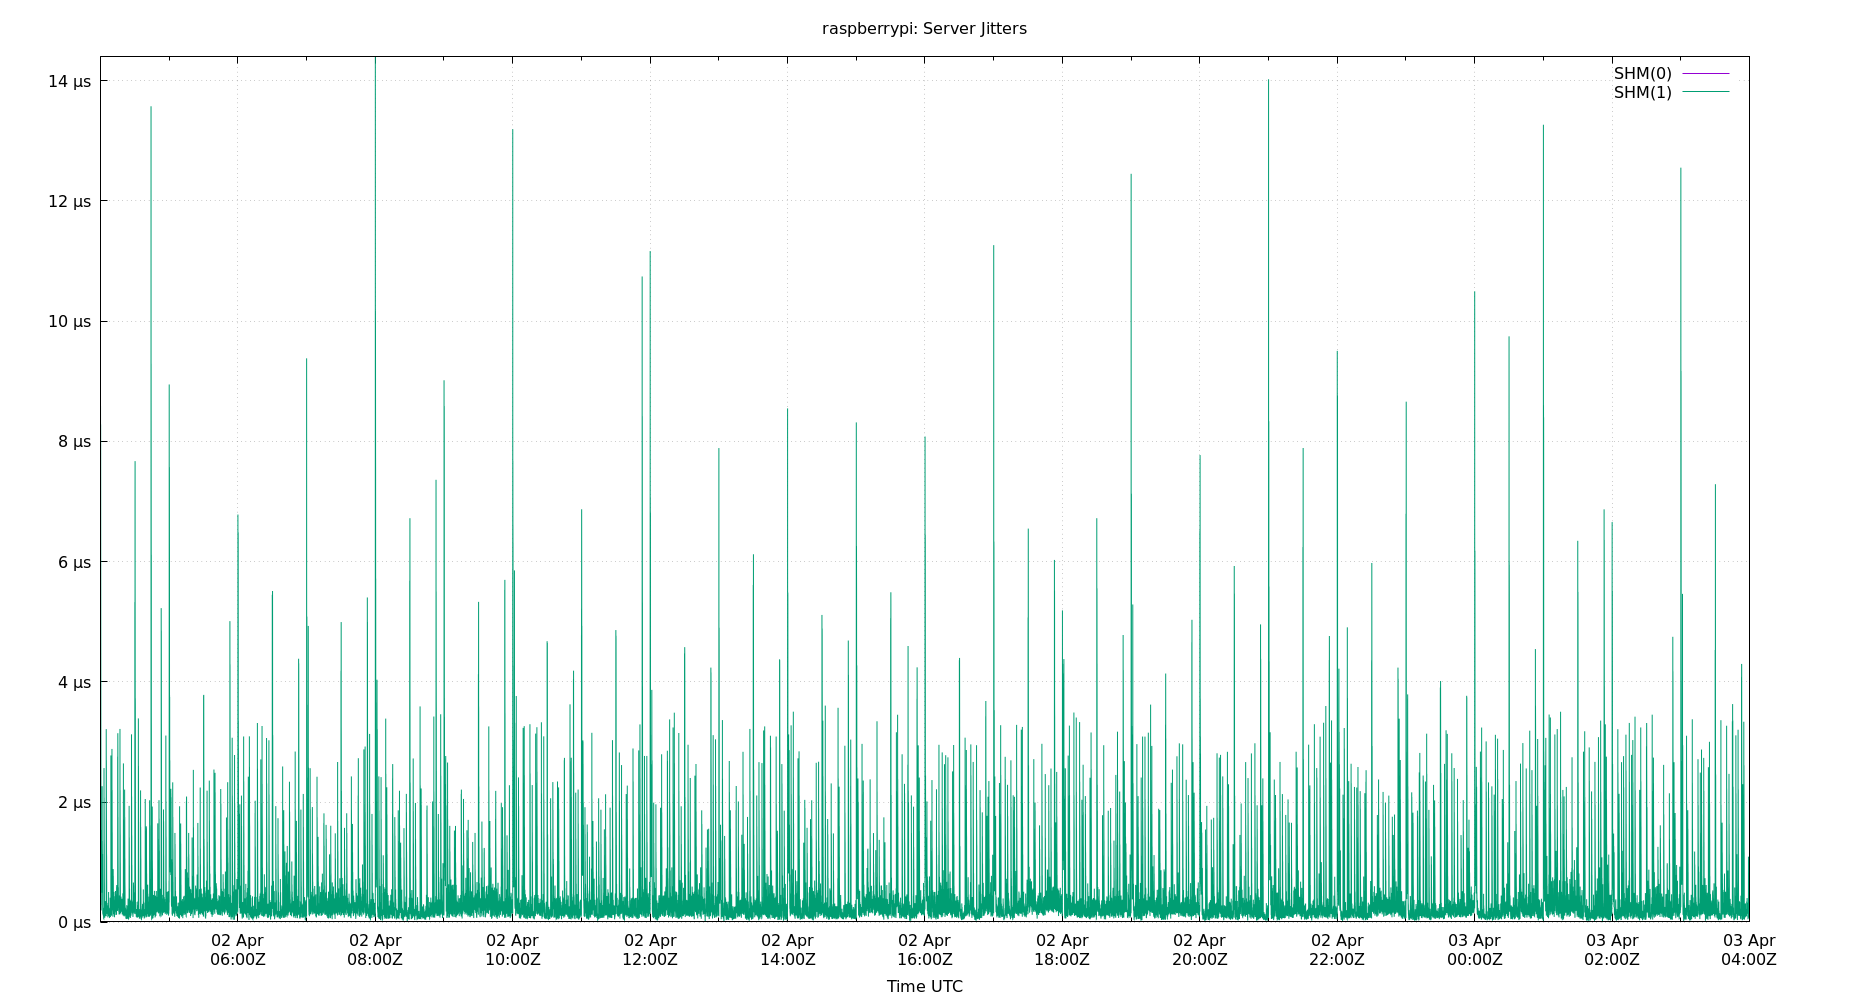 raspberrypi: Server Jitters
SHM(0)
SHM(1)
14 µs
12 µs
10 µs
8 µs
6 µs
4 µs
2 µs
0 µs
02 Apr
06:00Z
02 Apr
08:00Z
02 Apr
10:00Z
02 Apr
12:00Z
02 Apr
14:00Z
02 Apr
16:00Z
02 Apr
18:00Z
02 Apr
20:00Z
02 Apr
22:00Z
03 Apr
00:00Z
03 Apr
02:00Z
03 Apr
04:00Z
Time UTC